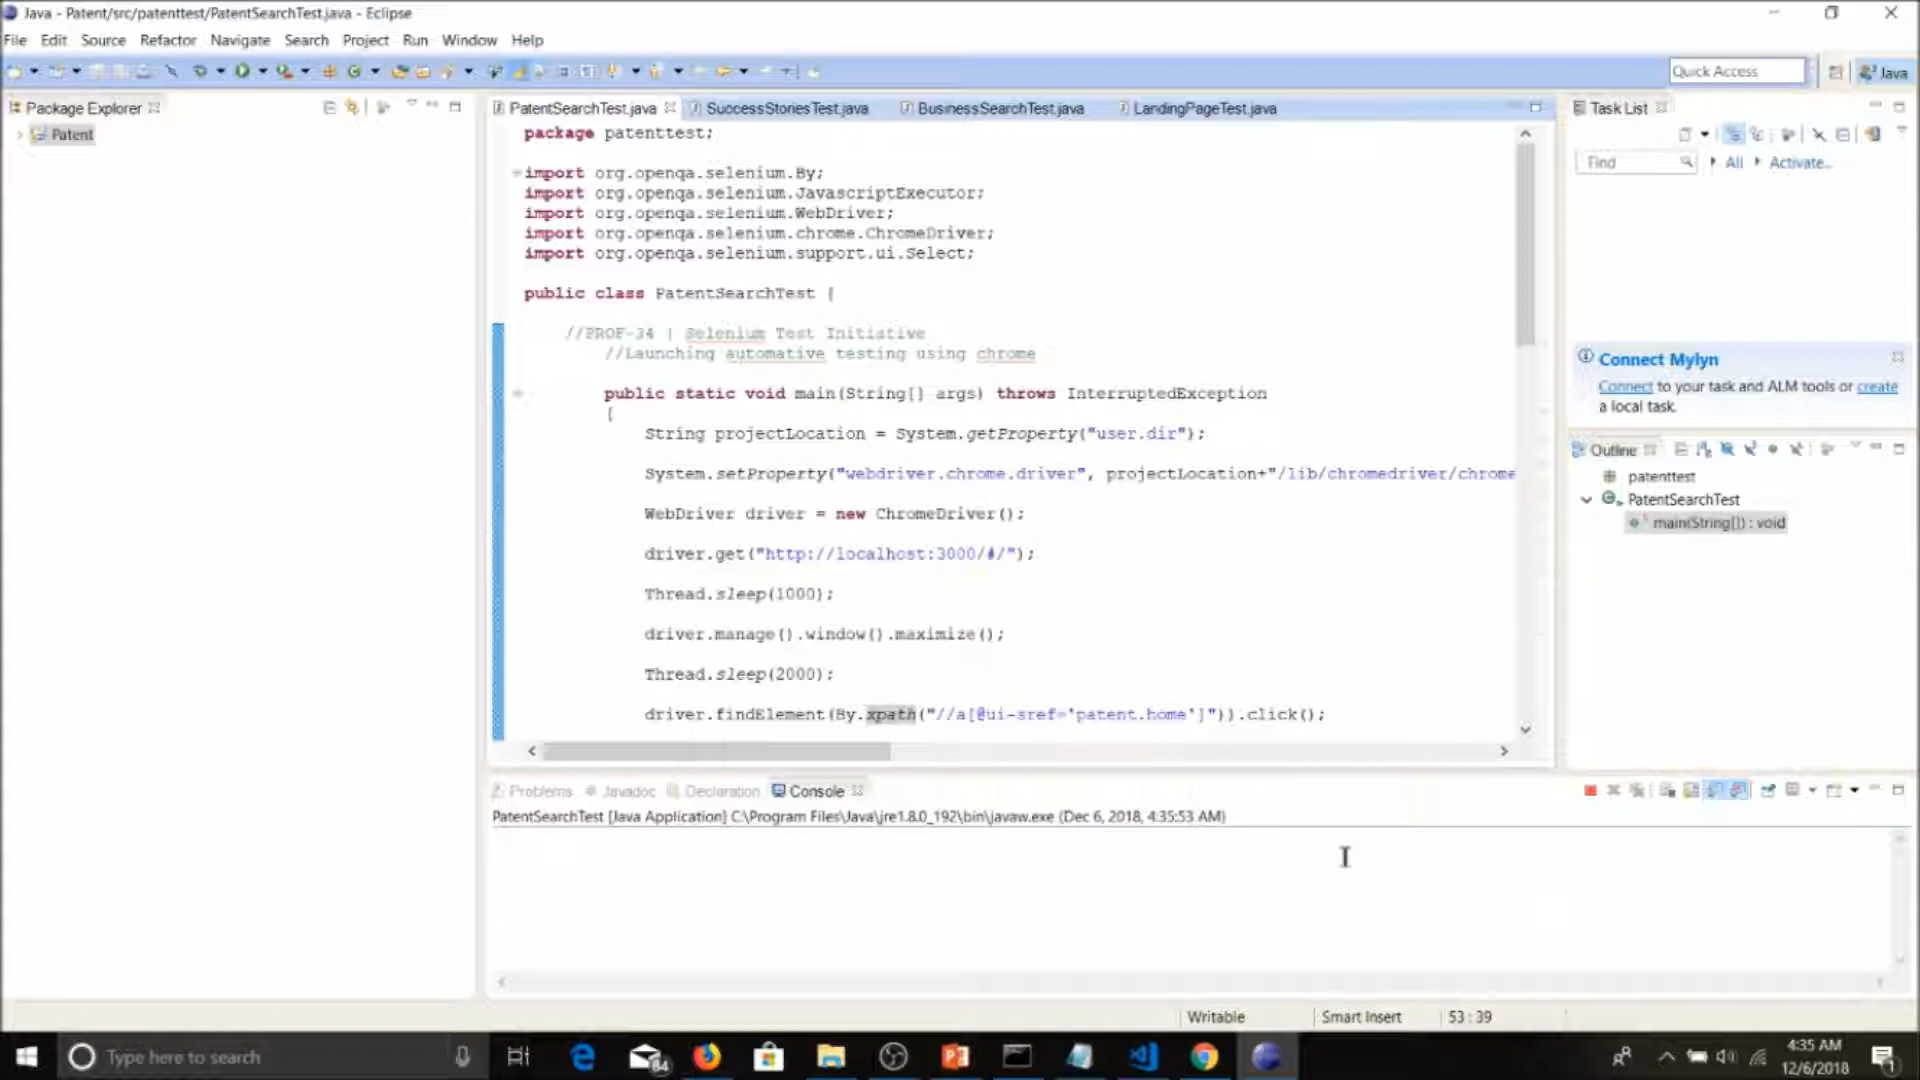 Java - Patent/src/patenttest/PatentSearchTest.java - Eclipse
File Edit Source Refactor Navigate Search Project Run Window Help
Quick Access
Java
Package Explorer
Patent
PatentSearchTest.java SuccessStoriesTest.java BusinessSearchTest.java LandingPageTest.java
package patenttest;
import org.openqa.selenium.By;
import org.openqa.selenium.JavascriptExecutor;
import org.openqa.selenium.WebDriver;
import org.openqa.selenium.chrome.ChromeDriver;
import org.openqa.selenium.support.ui.Select;
public class PatentSearchTest {
//PROF-34 | Selenium Test Initiative
//Launching automative testing using chrome
public static void main(String[] args) throws InterruptedException
{
String projectLocation = System.getProperty("user.dir");
System.setProperty("webdriver.chrome.driver", projectLocation+"/lib/chromedriver/chrome
WebDriver driver = new ChromeDriver();
driver.get("http://localhost:3000/#/");
Thread.sleep(1000);
driver.manage().window().maximize();
Thread.sleep(2000);
driver.findElement(By.xpath("//a[@ui-sref='patent.home']")).click();
Task List
Find
All
Activate...
Connect Mylyn
Connect to your task and ALM tools or create
a local task.
Outline
patenttest
PatentSearchTest
main(String[]) : void
Problems Javadoc Declaration Console
PatentSearchTest [Java Application] C:\Program Files\Java\jre1.8.0_192\bin\javaw.exe (Dec 6, 2018, 4:35:53 AM)
Writable Smart Insert 53 : 39
Type here to search
84
4:35 AM
12/6/2018
1